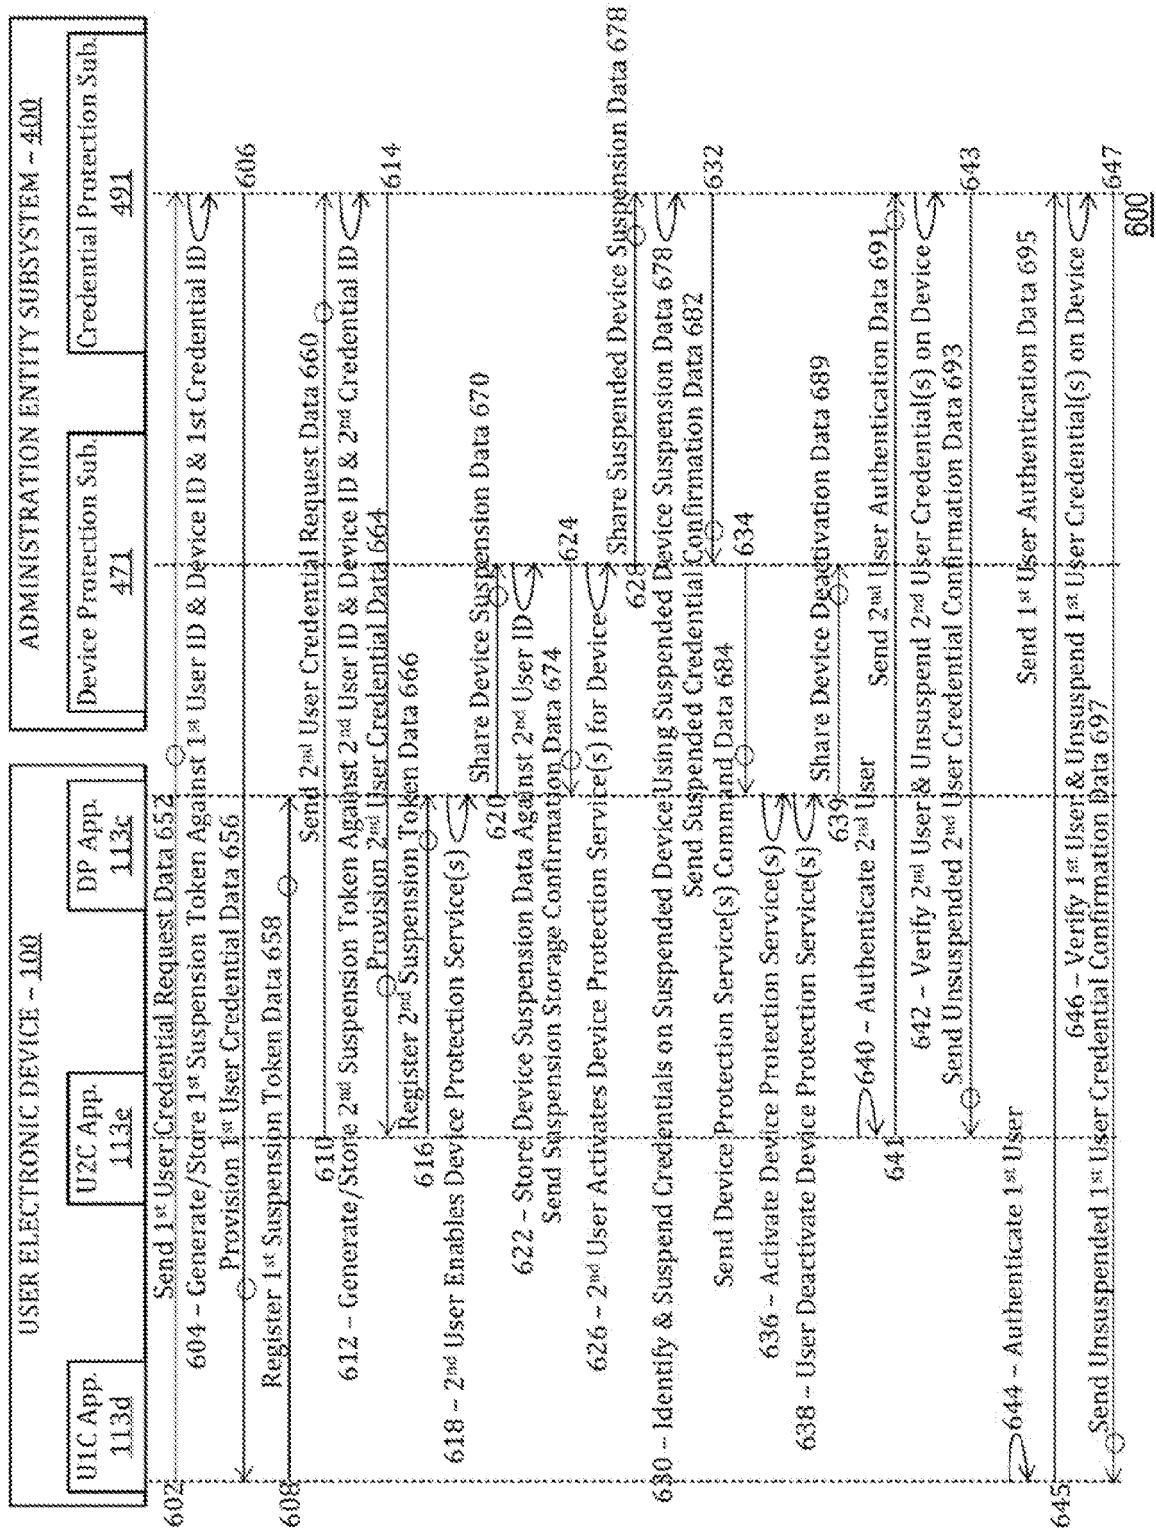 USER ELECTRONIC DEVICE – 100
ADMINISTRATION ENTITY SUBSYSTEM – 400
U1C App.
113d
U2C App.
113e
DP App.
113c
Device Protection Sub.
471
Credential Protection Sub.
491
602
Send 1st User Credential Request Data 652
604 – Generate/Store 1st Suspension Token Against 1st User ID & Device ID & 1st Credential ID
Provision 1st User Credential Data 656
606
608
Register 1st Suspension Token Data 658
610
Send 2nd User Credential Request Data 660
612 – Generate/Store 2nd Suspension Token Against 2nd User ID & Device ID & 2nd Credential ID
Provision 2nd User Credential Data 664
614
616
Register 2nd Suspension Token Data 666
618 – 2nd User Enables Device Protection Service(s)
620
Share Device Suspension Data 670
622 – Store Device Suspension Data Against 2nd User ID
Send Suspension Storage Confirmation Data 674
624
626 – 2nd User Activates Device Protection Service(s) for Device
628
Share Suspended Device Suspension Data 678
630 – Identify & Suspend Credentials on Suspended Device Using Suspended Device Suspension Data 678
Send Suspended Credential Confirmation Data 682
632
Send Device Protection Service(s) Command Data 684
634
636 – Activate Device Protection Service(s)
638 – User Deactivate Device Protection Service(s)
639
Share Device Deactivation Data 689
640 – Authenticate 2nd User
641
Send 2nd User Authentication Data 691
642 – Verify 2nd User & Unsuspend 2nd User Credential(s) on Device
Send Unsuspended 2nd User Credential Confirmation Data 693
643
644 – Authenticate 1st User
645
Send 1st User Authentication Data 695
646 – Verify 1st User & Unsuspend 1st User Credential(s) on Device
Send Unsuspended 1st User Credential Confirmation Data 697
647
600